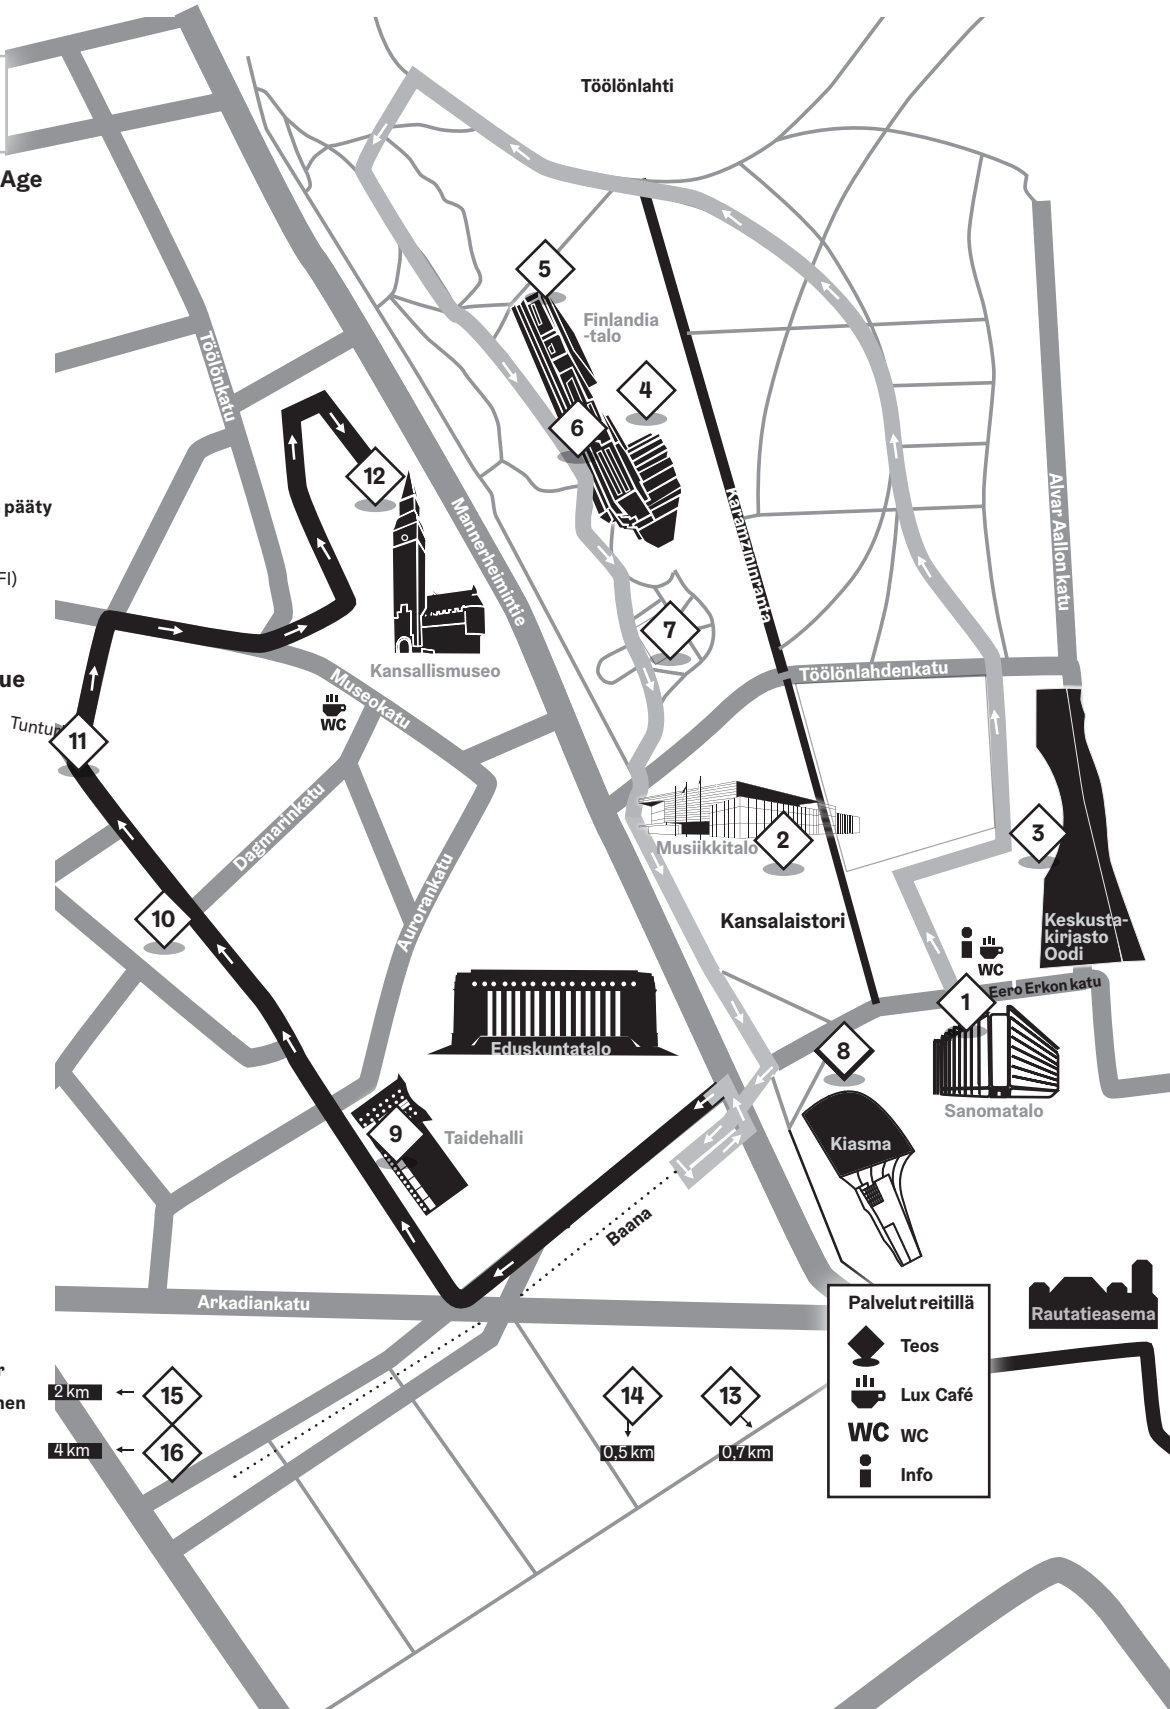 Töölönlahti
Age
5
Finlandia
-talo
4
Töölönkatu
6
12
Mannerheimintie
Karamzininranta
Alvar Aallon katu
pääty
FI)
7
Kansallismuseo
Töölönlahdenkatu
ue
Museokatu
WC
11
Dagmarinkatu
2
3
Musiikkitalo
Aurorankatu
10
Kansalaistori
Keskusta-
kirjasto
Oodi
WC
1
Eero Erkon katu
8
Eduskuntatalo
Sanomatalo
9
Taidehalli
Kiasma
Baana
Arkadiankatu
Palvelut reitillä
Teos
Lux Café
WC WC
Info
Rautatieasema
r
nen
2 km
15
4 km
16
14
0,5 km
13
0,7 km